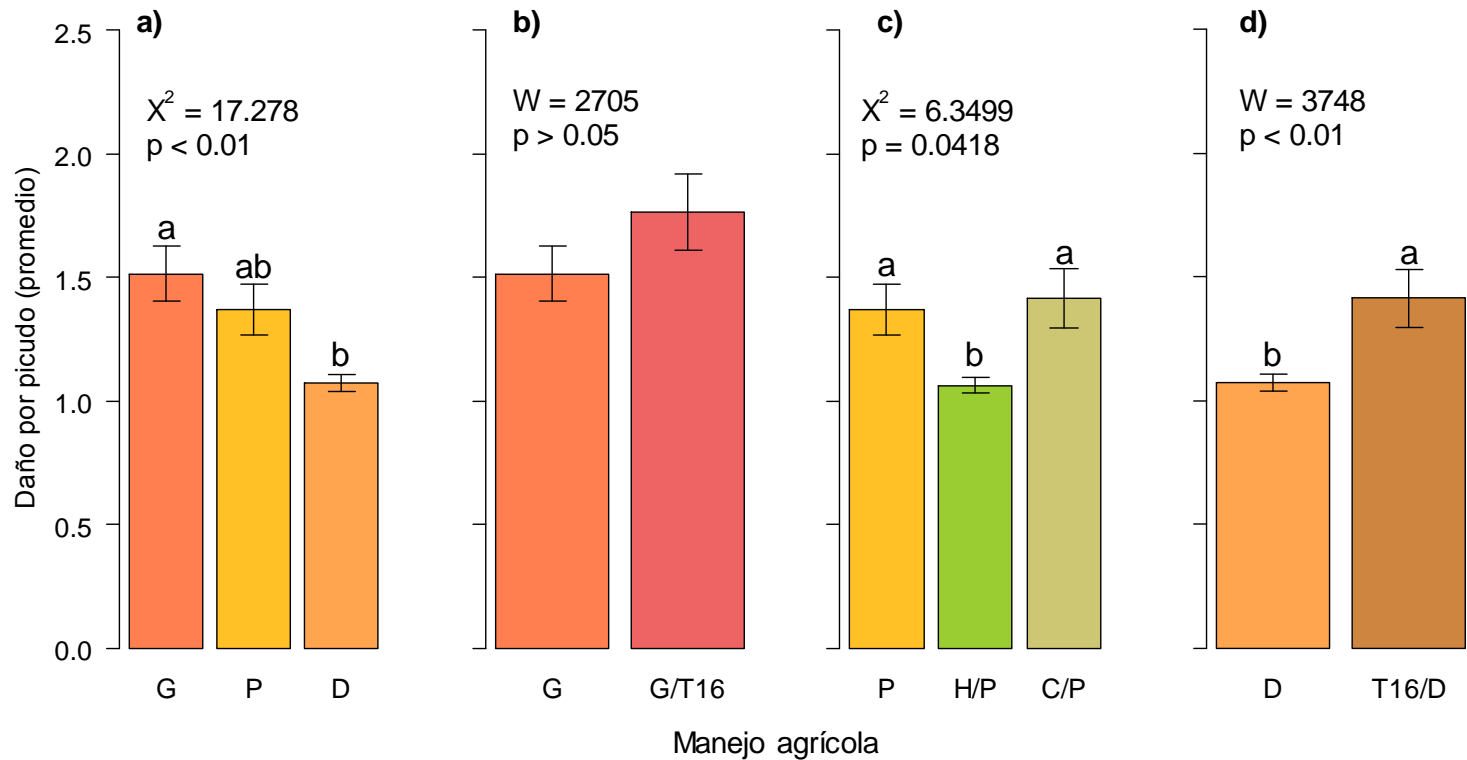 Daño por picudo (promedio)
2.5
2.0
1.5
1.0
0.5
0.0
a)
X² = 17.278
p < 0.01
a
ab
b
G P D
b)
W = 2705
p > 0.05
G G/T16
c)
X² = 6.3499
p = 0.0418
a
b
a
P H/P C/P
d)
W = 3748
p < 0.01
b
a
D T16/D
Manejo agrícola